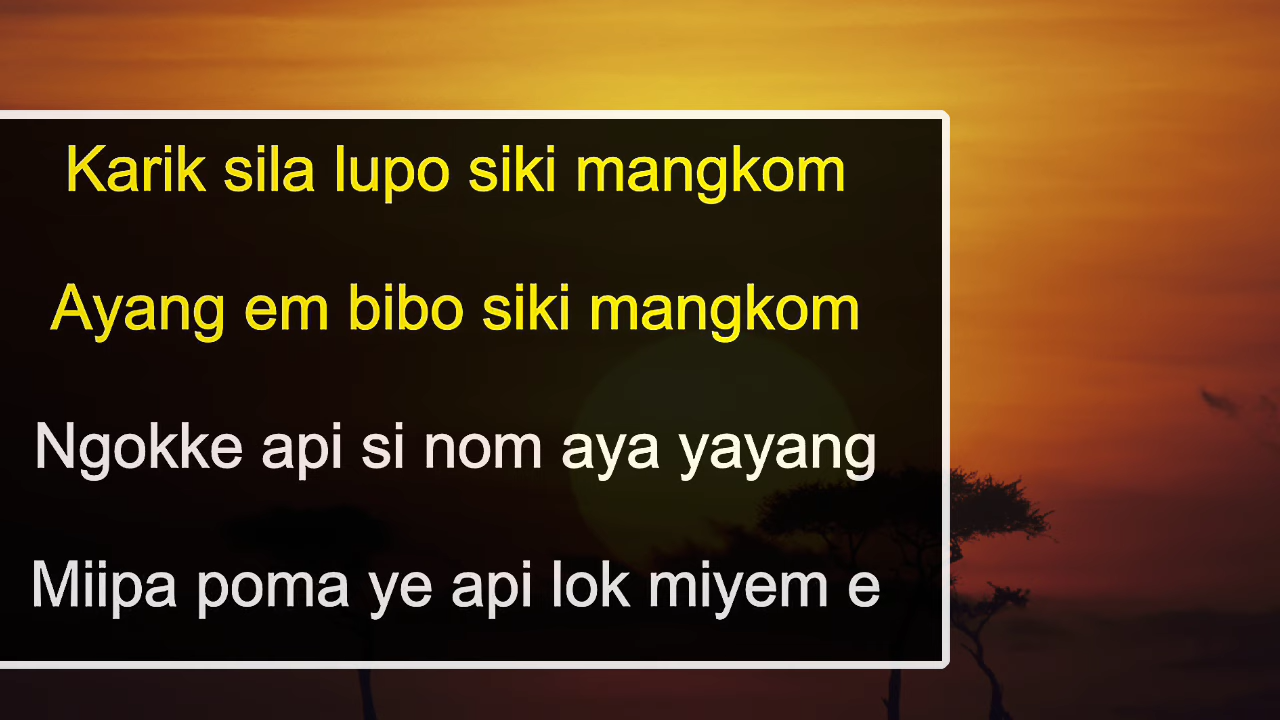 Karik sila lupo siki mangkom
Ayang em bibo siki mangkom
Ngokke api si nom aya yayang
Miipa poma ye api lok miyem e